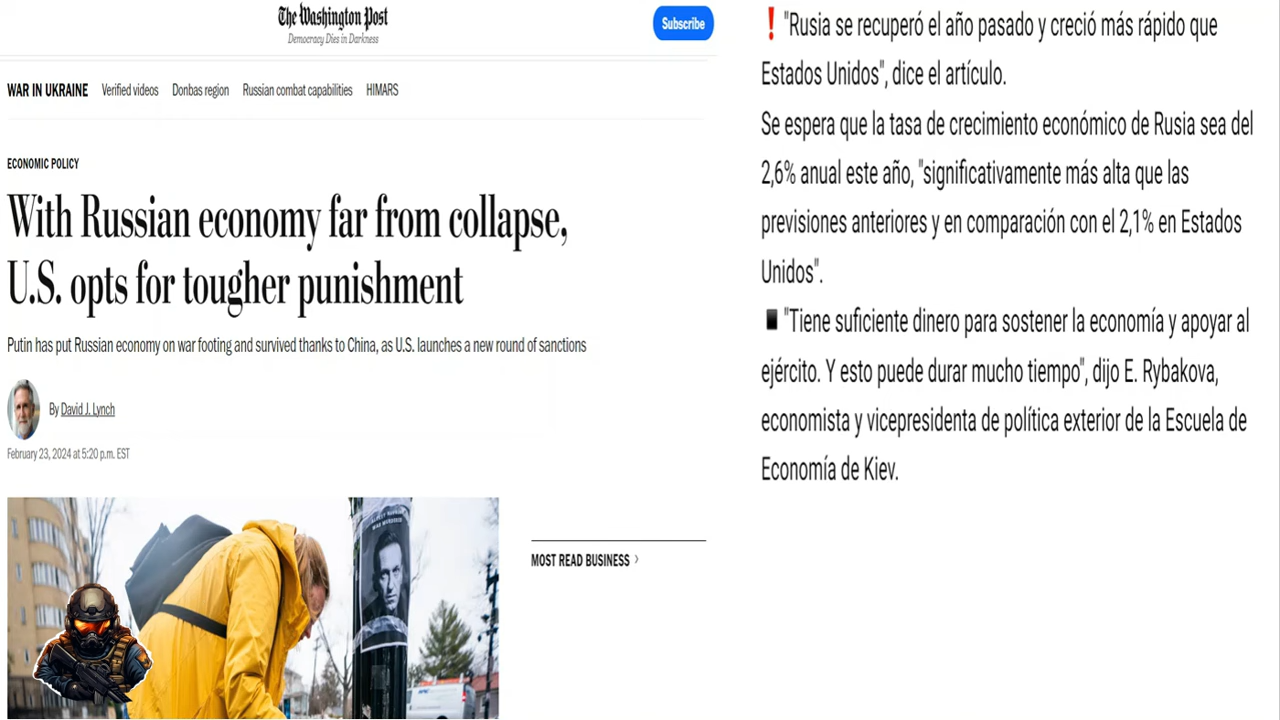 The Washington Post
Democracy Dies in Darkness
Subscribe
WAR IN UKRAINE Verified videos Donbas region Russian combat capabilities HIMARS
ECONOMIC POLICY
With Russian economy far from collapse,
U.S. opts for tougher punishment
Putin has put Russian economy on war footing and survived thanks to China, as U.S. launches a new round of sanctions
By David J. Lynch
February 23, 2024 at 5:20 p.m. EST
MOST READ BUSINESS ›
❗"Rusia se recuperó el año pasado y creció más rápido que
Estados Unidos", dice el artículo.
Se espera que la tasa de crecimiento económico de Rusia sea del
2,6% anual este año, "significativamente más alta que las
previsiones anteriores y en comparación con el 2,1% en Estados
Unidos".
▪"Tiene suficiente dinero para sostener la economía y apoyar al
ejército. Y esto puede durar mucho tiempo", dijo E. Rybakova,
economista y vicepresidenta de política exterior de la Escuela de
Economía de Kiev.